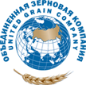 ОБЪЕДИНЕННАЯ ЗЕРНОВАЯ КОМПАНИЯ
UNITED GRAIN COMPANY